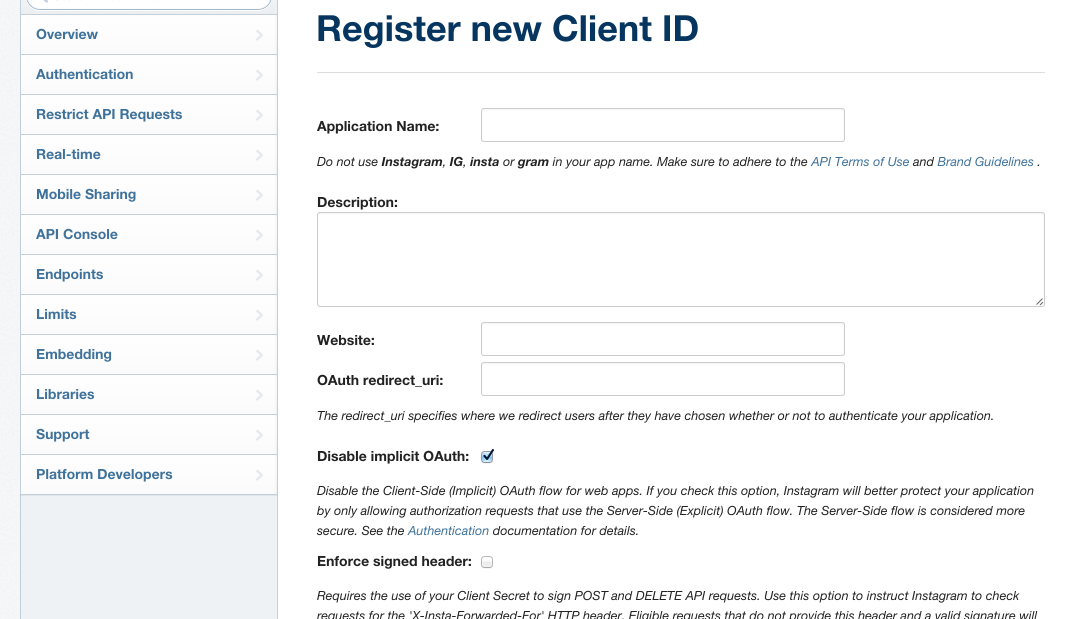 Overview
Authentication
Restrict API Requests
Real-time
Mobile Sharing
API Console
Endpoints
Limits
Embedding
Libraries
Support
Platform Developers
Register new Client ID
Application Name:
Do not use Instagram, IG, insta or gram in your app name. Make sure to adhere to the API Terms of Use and Brand Guidelines .
Description:
Website:
OAuth redirect_uri:
The redirect_uri specifies where we redirect users after they have chosen whether or not to authenticate your application.
Disable implicit OAuth:
Disable the Client-Side (Implicit) OAuth flow for web apps. If you check this option, Instagram will better protect your application
by only allowing authorization requests that use the Server-Side (Explicit) OAuth flow. The Server-Side flow is considered more
secure. See the Authentication documentation for details.
Enforce signed header:
Requires the use of your Client Secret to sign POST and DELETE API requests. Use this option to instruct Instagram to check
requests for the 'X-Insta-Forwarded-For' HTTP header. Eligible requests that do not provide this header and a valid signature will